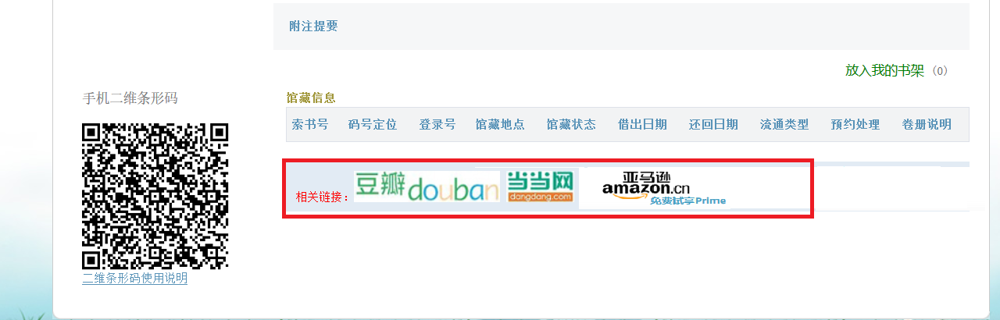 附注提要
放入我的书架（0）
手机二维条形码
馆藏信息
索书号 码号定位 登录号 馆藏地点 馆藏状态 借出日期 还回日期 流通类型 预约处理 卷册说明
相关链接： 豆瓣douban 当当网 亚马逊
dangdang.com amazon.cn
免费试享Prime
二维条形码使用说明